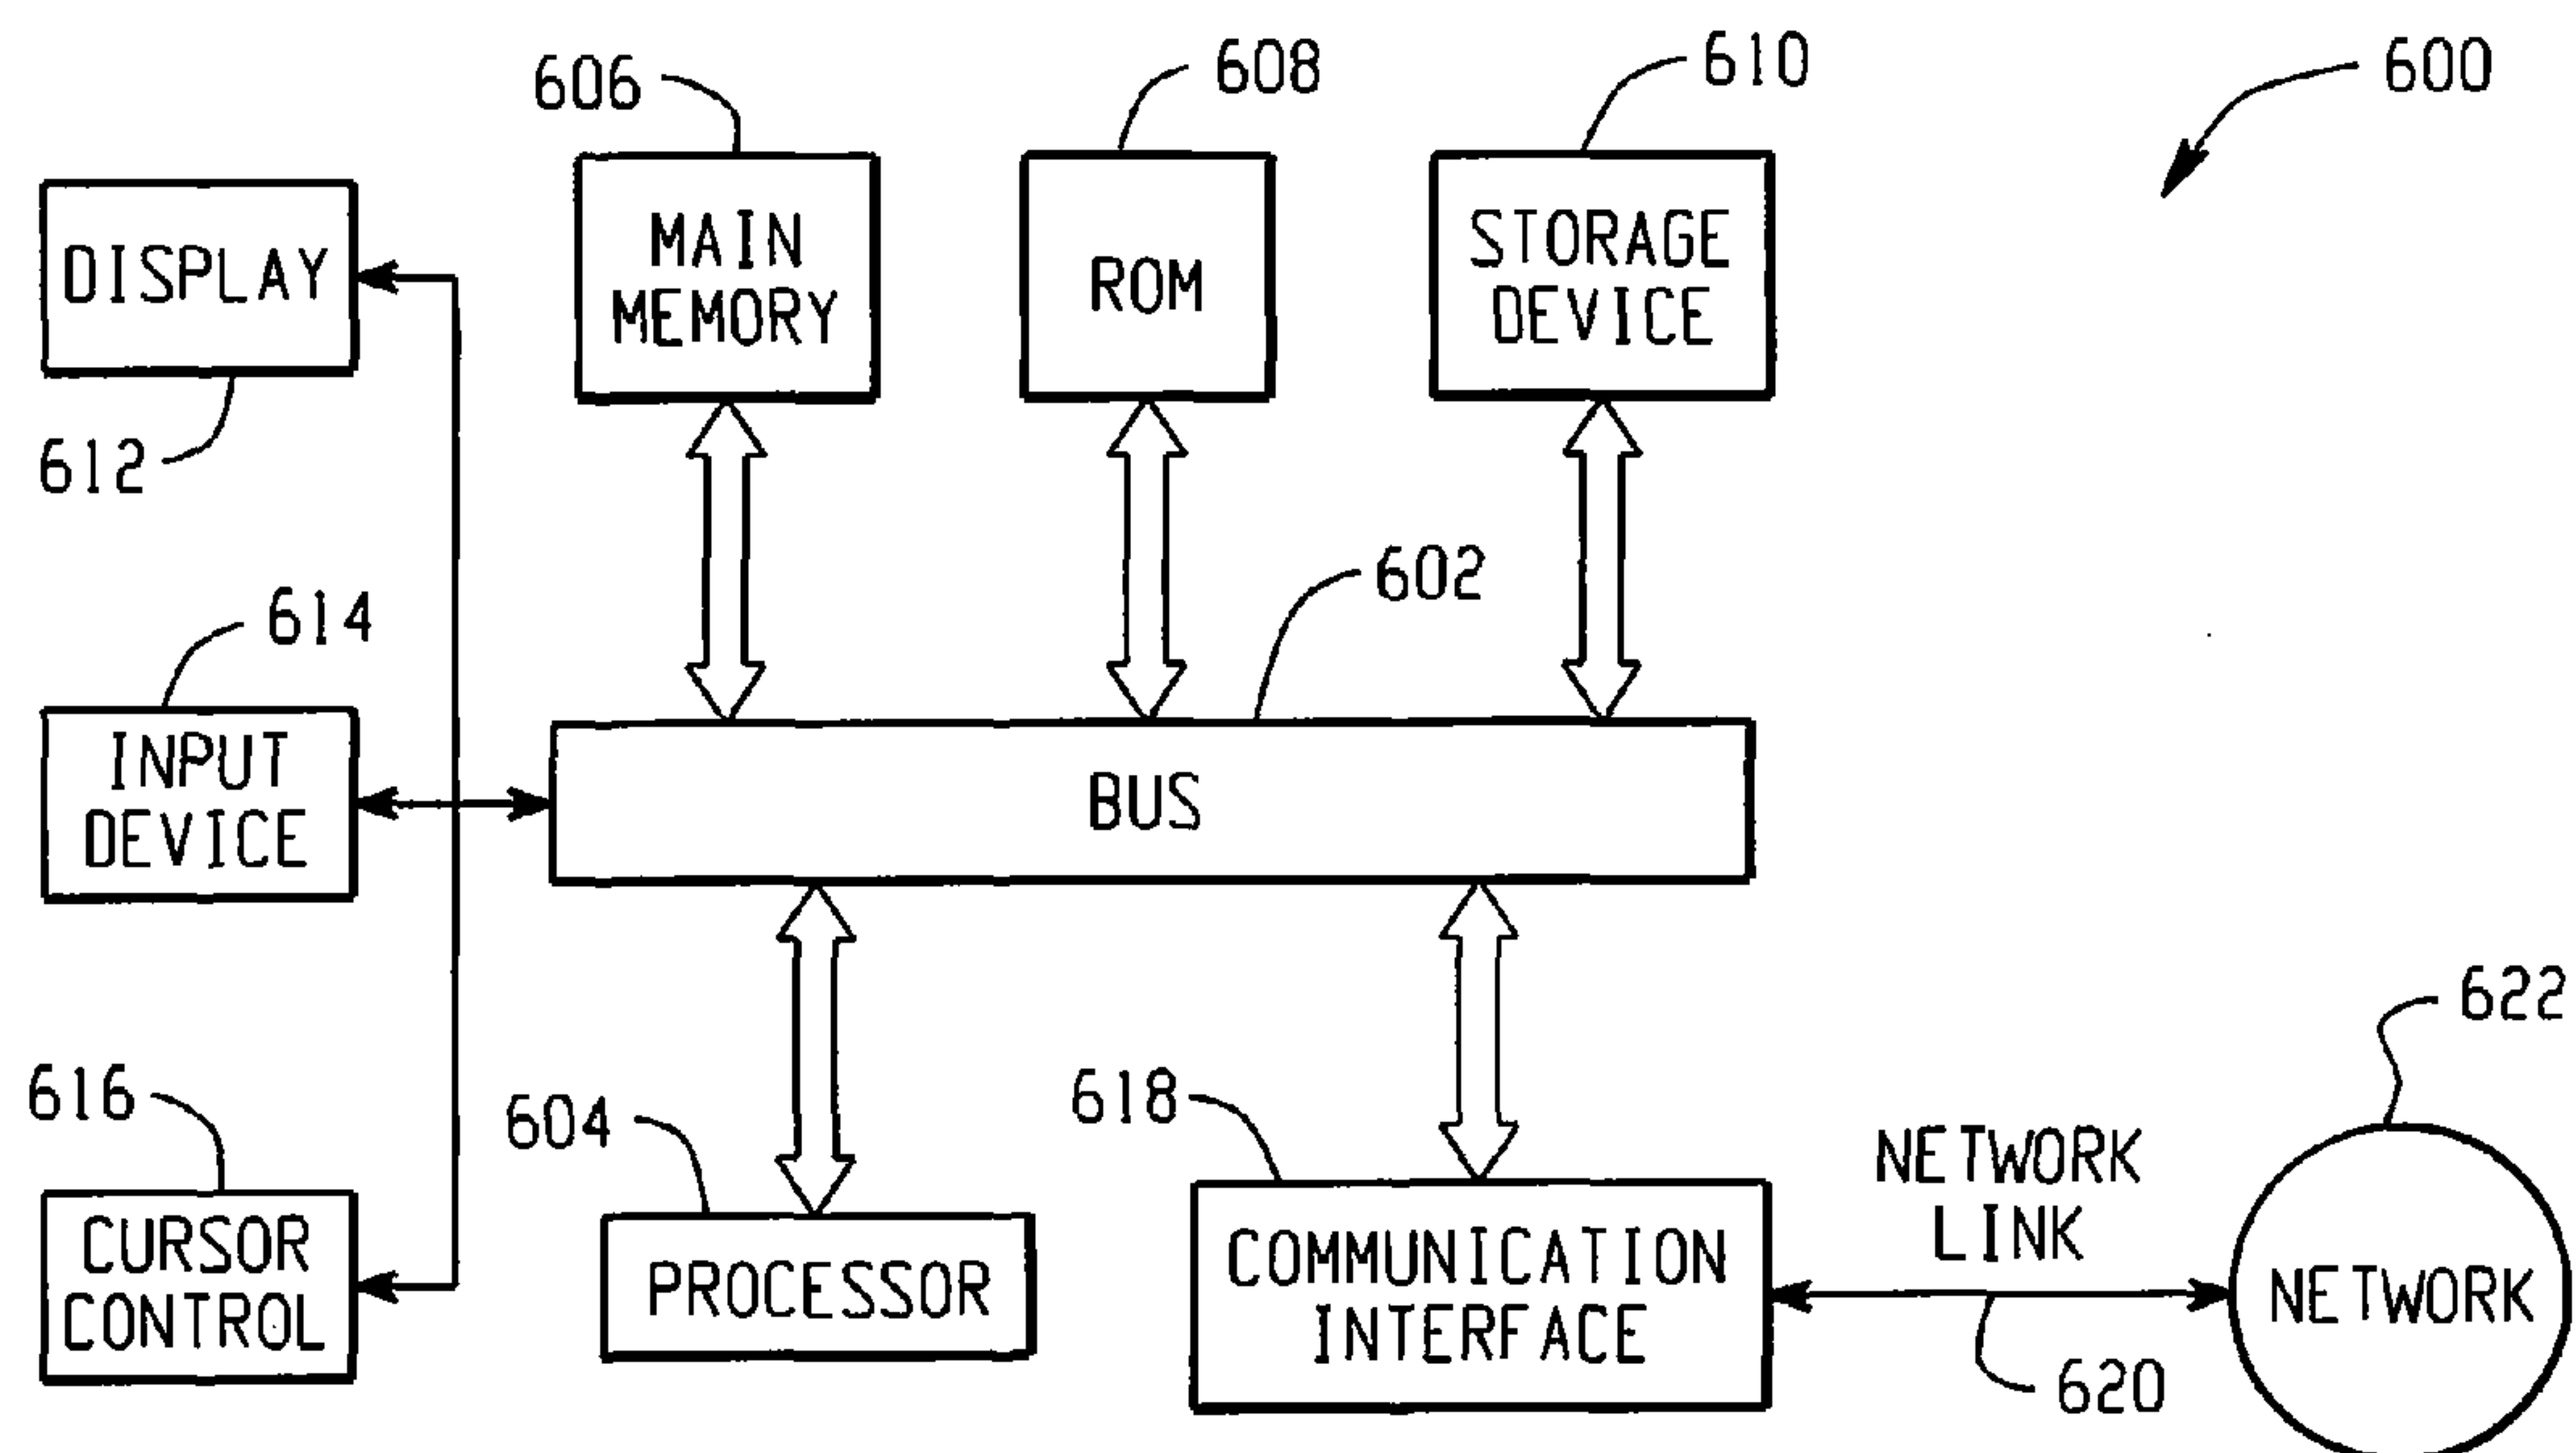 606
608
610
600
DISPLAY
MAIN
MEMORY
ROM
STORAGE
DEVICE
612
602
614
INPUT
DEVICE
BUS
622
616
604
618
NETWORK
LINK
CURSOR
CONTROL
PROCESSOR
COMMUNICATION
INTERFACE
NETWORK
620